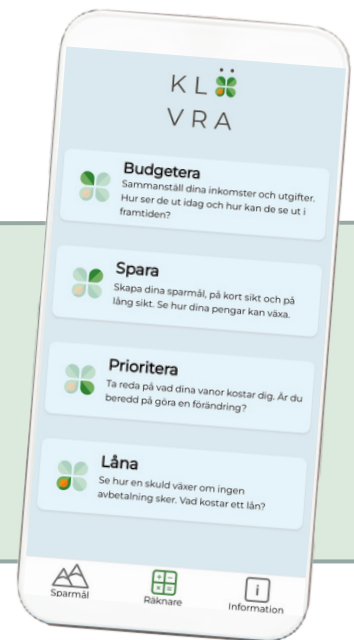 KLÖ
VRA
Budgetera
Sammanställ dina inkomster och utgifter.
Hur ser de ut idag och hur kan de se ut i
framtiden?
Spara
Skapa dina sparmål, på kort sikt och på
lång sikt. Se hur dina pengar kan växa.
Prioritera
Ta reda på vad dina vanor kostar dig. Är du
beredd på göra en förändring?
Låna
Se hur en skuld växer om ingen
avbetalning sker. Vad kostar ett lån?
Sparmål
Räknare
Information